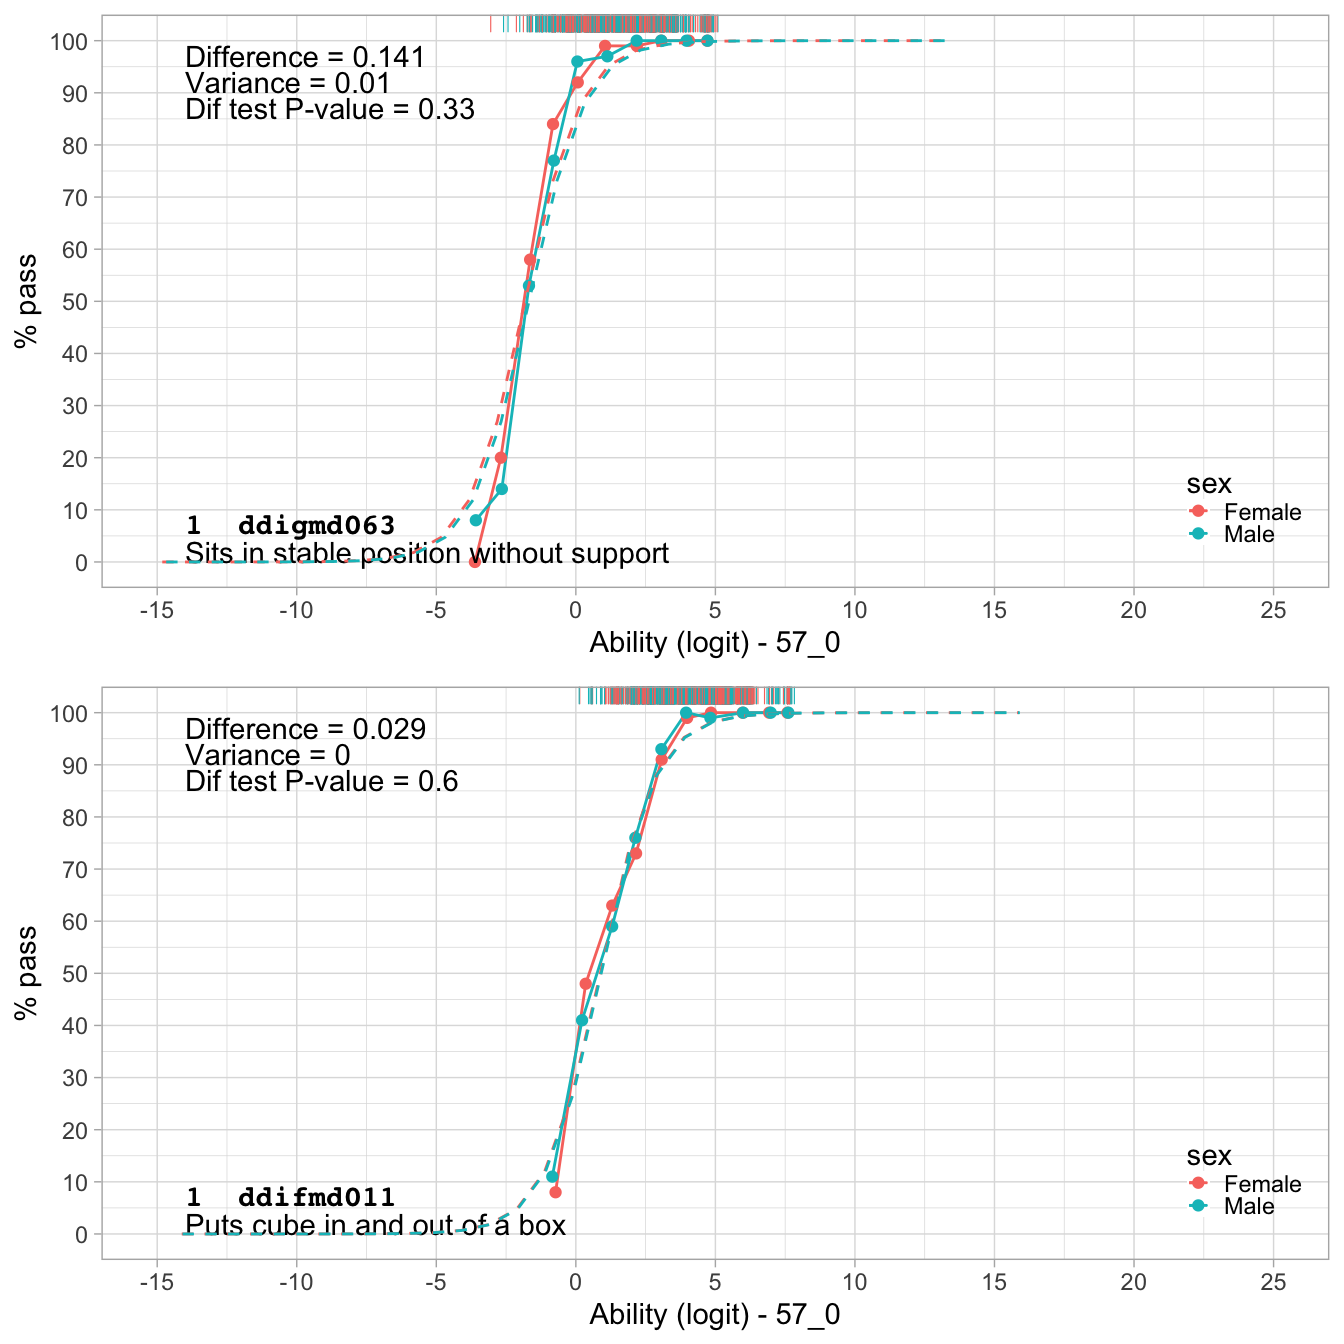 100
90
80
70
60
50
40
30
20
10
0
% pass
Difference = 0.141
Variance = 0.01
Dif test P-value = 0.33
1 ddigmd063
Sits in stable position without support
sex
Female
Male
-15 -10 -5 0 5 10 15 20 25
Ability (logit) - 57_0
100
90
80
70
60
50
40
30
20
10
0
% pass
Difference = 0.029
Variance = 0
Dif test P-value = 0.6
1 ddifmd011
Puts cube in and out of a box
sex
Female
Male
-15 -10 -5 0 5 10 15 20 25
Ability (logit) - 57_0